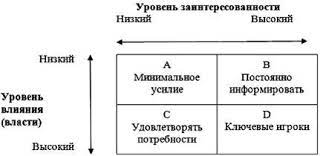 Уровень заинтересованности
Низкий Высокий
Низкий
Уровень
влияния
(власти)
Высокий
A
Минимальное
усилие
B
Постоянно
информировать
C
Удовлетворять
потребности
D
Ключевые игроки